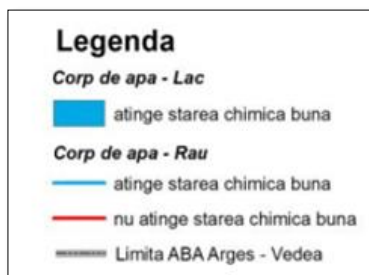 Legenda
Corp de apa - Lac
atinge starea chimica buna
Corp de apa - Rau
atinge starea chimica buna
nu atinge starea chimica buna
Limita ABA Arges - Vedea